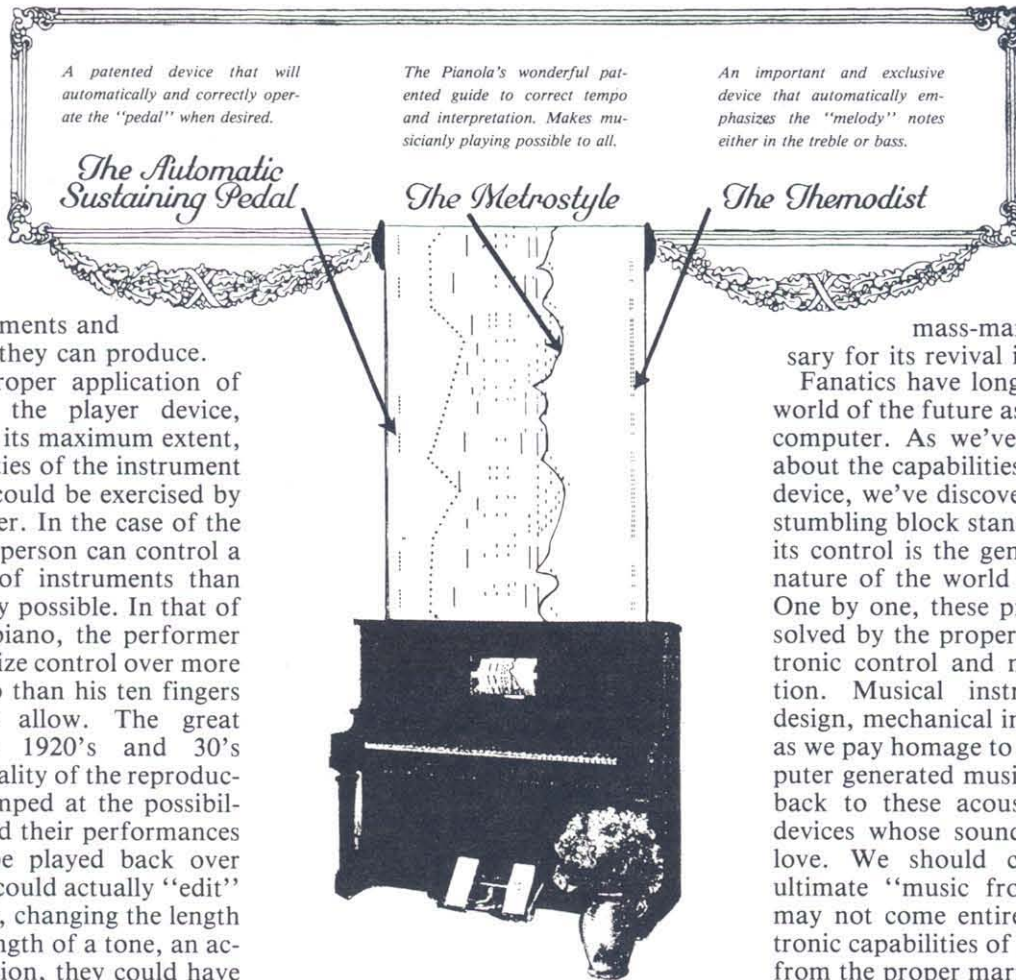 A patented device that will
automatically and correctly oper-
ate the "pedal" when desired.
The Automatic
Sustaining Pedal
The Pianola's wonderful pat-
ented guide to correct tempo
and interpretation. Makes mu-
sicianly playing possible to all.
The Metrostyle
An important and exclusive
device that automatically em-
phasizes the "melody" notes
either in the treble or bass.
The Themodist
ments and
they can produce.
roper application of
the player device,
its maximum extent,
ties of the instrument
could be exercised by
er. In the case of the
person can control a
of instruments than
y possible. In that of
piano, the performer
ize control over more
than his ten fingers
allow. The great
1920's and 30's
ality of the reproduc-
mped at the possibil-
d their performances
be played back over
could actually "edit"
, changing the length
ngth of a tone, an ac-
ion, they could have
mass-mar
sary for its revival i
Fanatics have long
world of the future as
computer. As we've
about the capabilities
device, we've discove
stumbling block stan
its control is the gen
nature of the world
One by one, these p
solved by the proper
tronic control and m
tion. Musical instr
design, mechanical in
as we pay homage to
puter generated musi
back to these acous
devices whose sound
love. We should c
ultimate "music fro
may not come entire
tronic capabilities of
from the proper mar